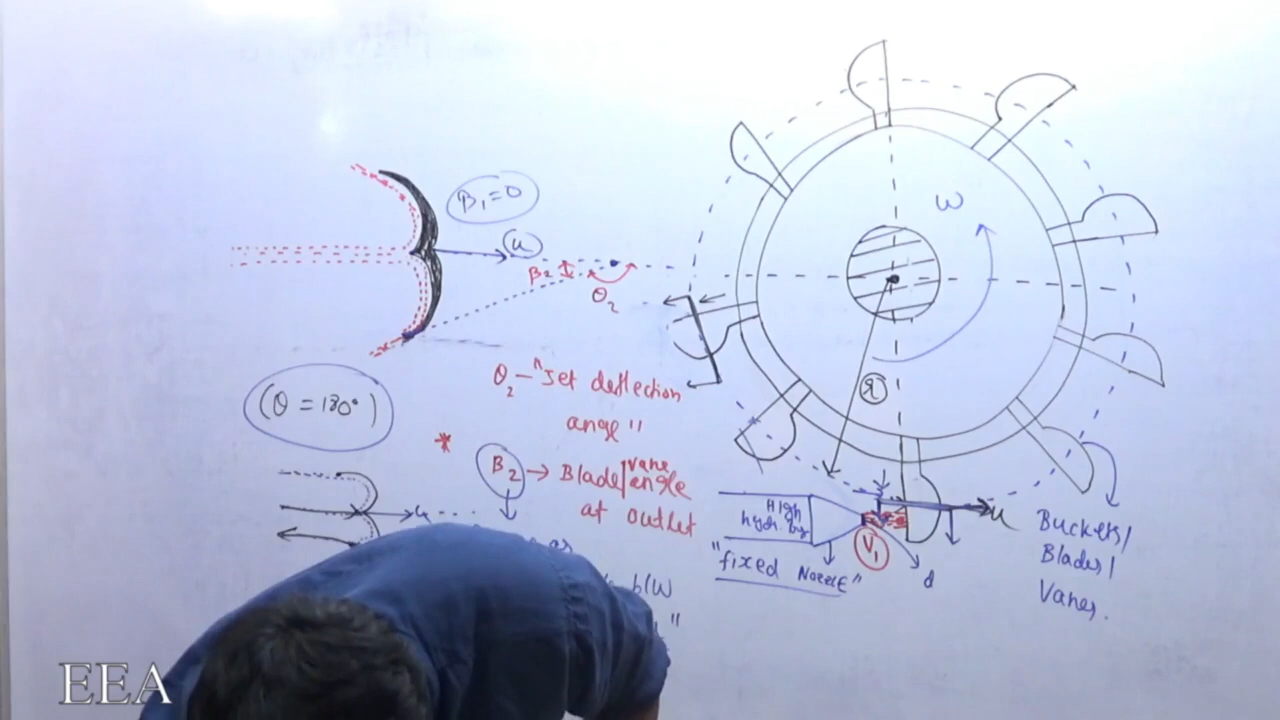 β₁=0
u
β₂
θ₂
(θ = 180°)
θ₂ – "Jet deflection
angle"
*
β₂ → Blade/vane angle
at outlet
u
b/w
"
ω
r
High
hydr.
V₁
"fixed Nozzle"
d
u
Buckets/
Blades/
Vanes.
EEA